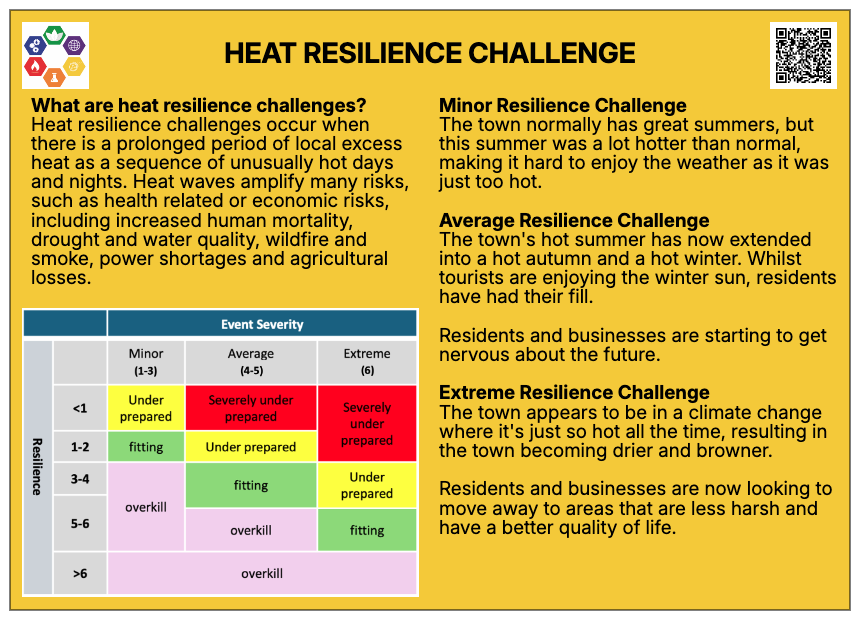 HEAT RESILIENCE CHALLENGE
What are heat resilience challenges?
Heat resilience challenges occur when
there is a prolonged period of local excess
heat as a sequence of unusually hot days
and nights. Heat waves amplify many risks,
such as health related or economic risks,
including increased human mortality,
drought and water quality, wildfire and
smoke, power shortages and agricultural
losses.
Event Severity
Minor
(1-3)
Average
(4-5)
Extreme
(6)
Resilience
<1
Under
prepared
Severely under
prepared
Severely
under
prepared
1-2
fitting
Under prepared
3-4
overkill
fitting
Under
prepared
5-6
overkill
fitting
>6
overkill
Minor Resilience Challenge
The town normally has great summers, but
this summer was a lot hotter than normal,
making it hard to enjoy the weather as it was
just too hot.
Average Resilience Challenge
The town's hot summer has now extended
into a hot autumn and a hot winter. Whilst
tourists are enjoying the winter sun, residents
have had their fill.
Residents and businesses are starting to get
nervous about the future.
Extreme Resilience Challenge
The town appears to be in a climate change
where it's just so hot all the time, resulting in
the town becoming drier and browner.
Residents and businesses are now looking to
move away to areas that are less harsh and
have a better quality of life.